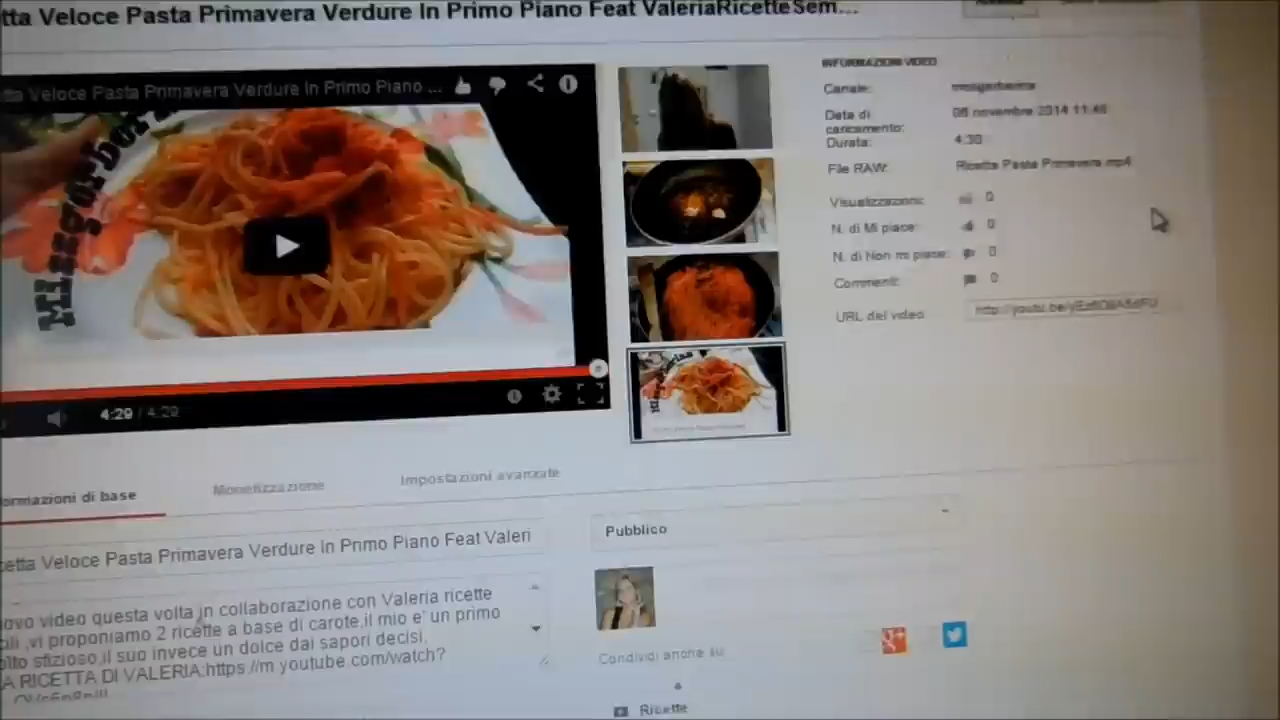 tta Veloce Pasta Primavera Verdure In Primo Piano Feat ValeriaRicetteSem...
tta Veloce Pasta Primavera Verdure In Primo Piano ...
4:29 / 4:29
INFORMAZIONI VIDEO
Canale:
Data di caricamento: 06 novembre 2014
Durata: 4:30
File RAW: Ricetta Pasta Primavera.mp4
Visualizzazioni: 0
N. di Mi piace: 0
N. di Non mi piace: 0
Commenti: 0
URL del video
ormazioni di base
Monetizzazione
Impostazioni avanzate
cetta Veloce Pasta Primavera Verdure In Primo Piano Feat Valeri
ovo video questa volta in collaborazione con Valeria ricette
,vi proponiamo 2 ricette a base di carote,il mio e' un primo
olto sfizioso,il suo invece un dolce dai sapori decisi.
A RICETTA DI VALERIA:https://m.youtube.com/watch?
Pubblico
Condividi anche su
Ricette